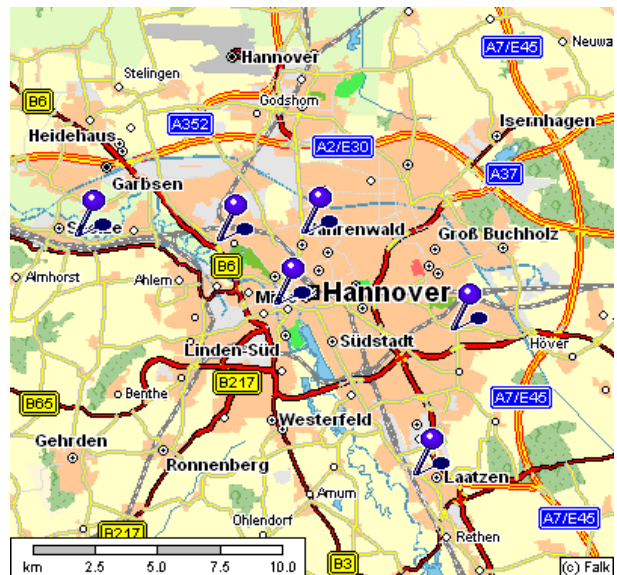 A7/E45
Neuwa
Hannover
Stelingen
B6
Godshorn
A352
Isernhagen
Heidehaus
A2/E30
A37
Garbsen
ahrenwald
Groß Buchholz
Almhorst
Ahlem
B6
Mi
Hannover
Linden-Süd
Südstadt
Höver
B217
B65
Benthe
A7/E45
Westerfeld
Gehrden
Ronnenberg
Laatzen
Arnum
Ohlendorf
A7/E45
B217
Rethen
B3
km 2.5 5.0 7.5 10.0
(c) Falk